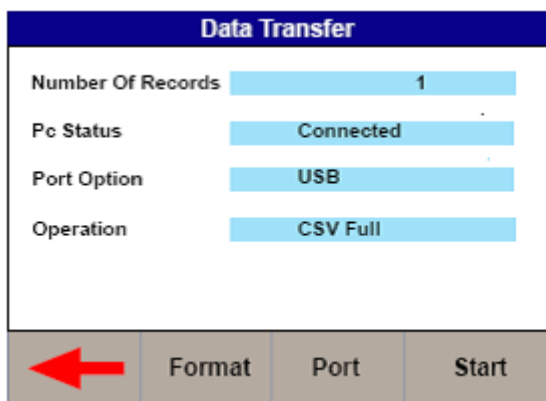 Data Transfer
Number Of Records 1
Pc Status Connected
Port Option USB
Operation CSV Full
Format Port Start